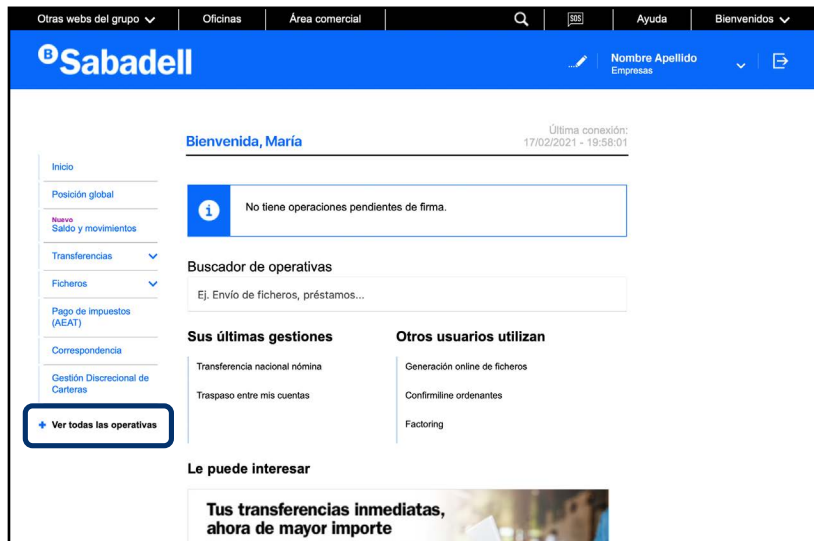 Otras webs del grupo
Oficinas
Área comercial
SOS
Ayuda
Bienvenidos
BSabadell
Nombre Apellido
Empresas
Bienvenida, María
Última conexión:
17/02/2021 - 19:58:01
Inicio
Posición global
Nuevo
Saldo y movimientos
Transferencias
Ficheros
Pago de impuestos
(AEAT)
Correspondencia
Gestión Discrecional de
Carteras
+ Ver todas las operativas
No tiene operaciones pendientes de firma.
Buscador de operativas
Ej. Envío de ficheros, préstamos...
Sus últimas gestiones
Transferencia nacional nómina
Traspaso entre mis cuentas
Otros usuarios utilizan
Generación online de ficheros
Confirmiline ordenantes
Factoring
Le puede interesar
Tus transferencias inmediatas,
ahora de mayor importe